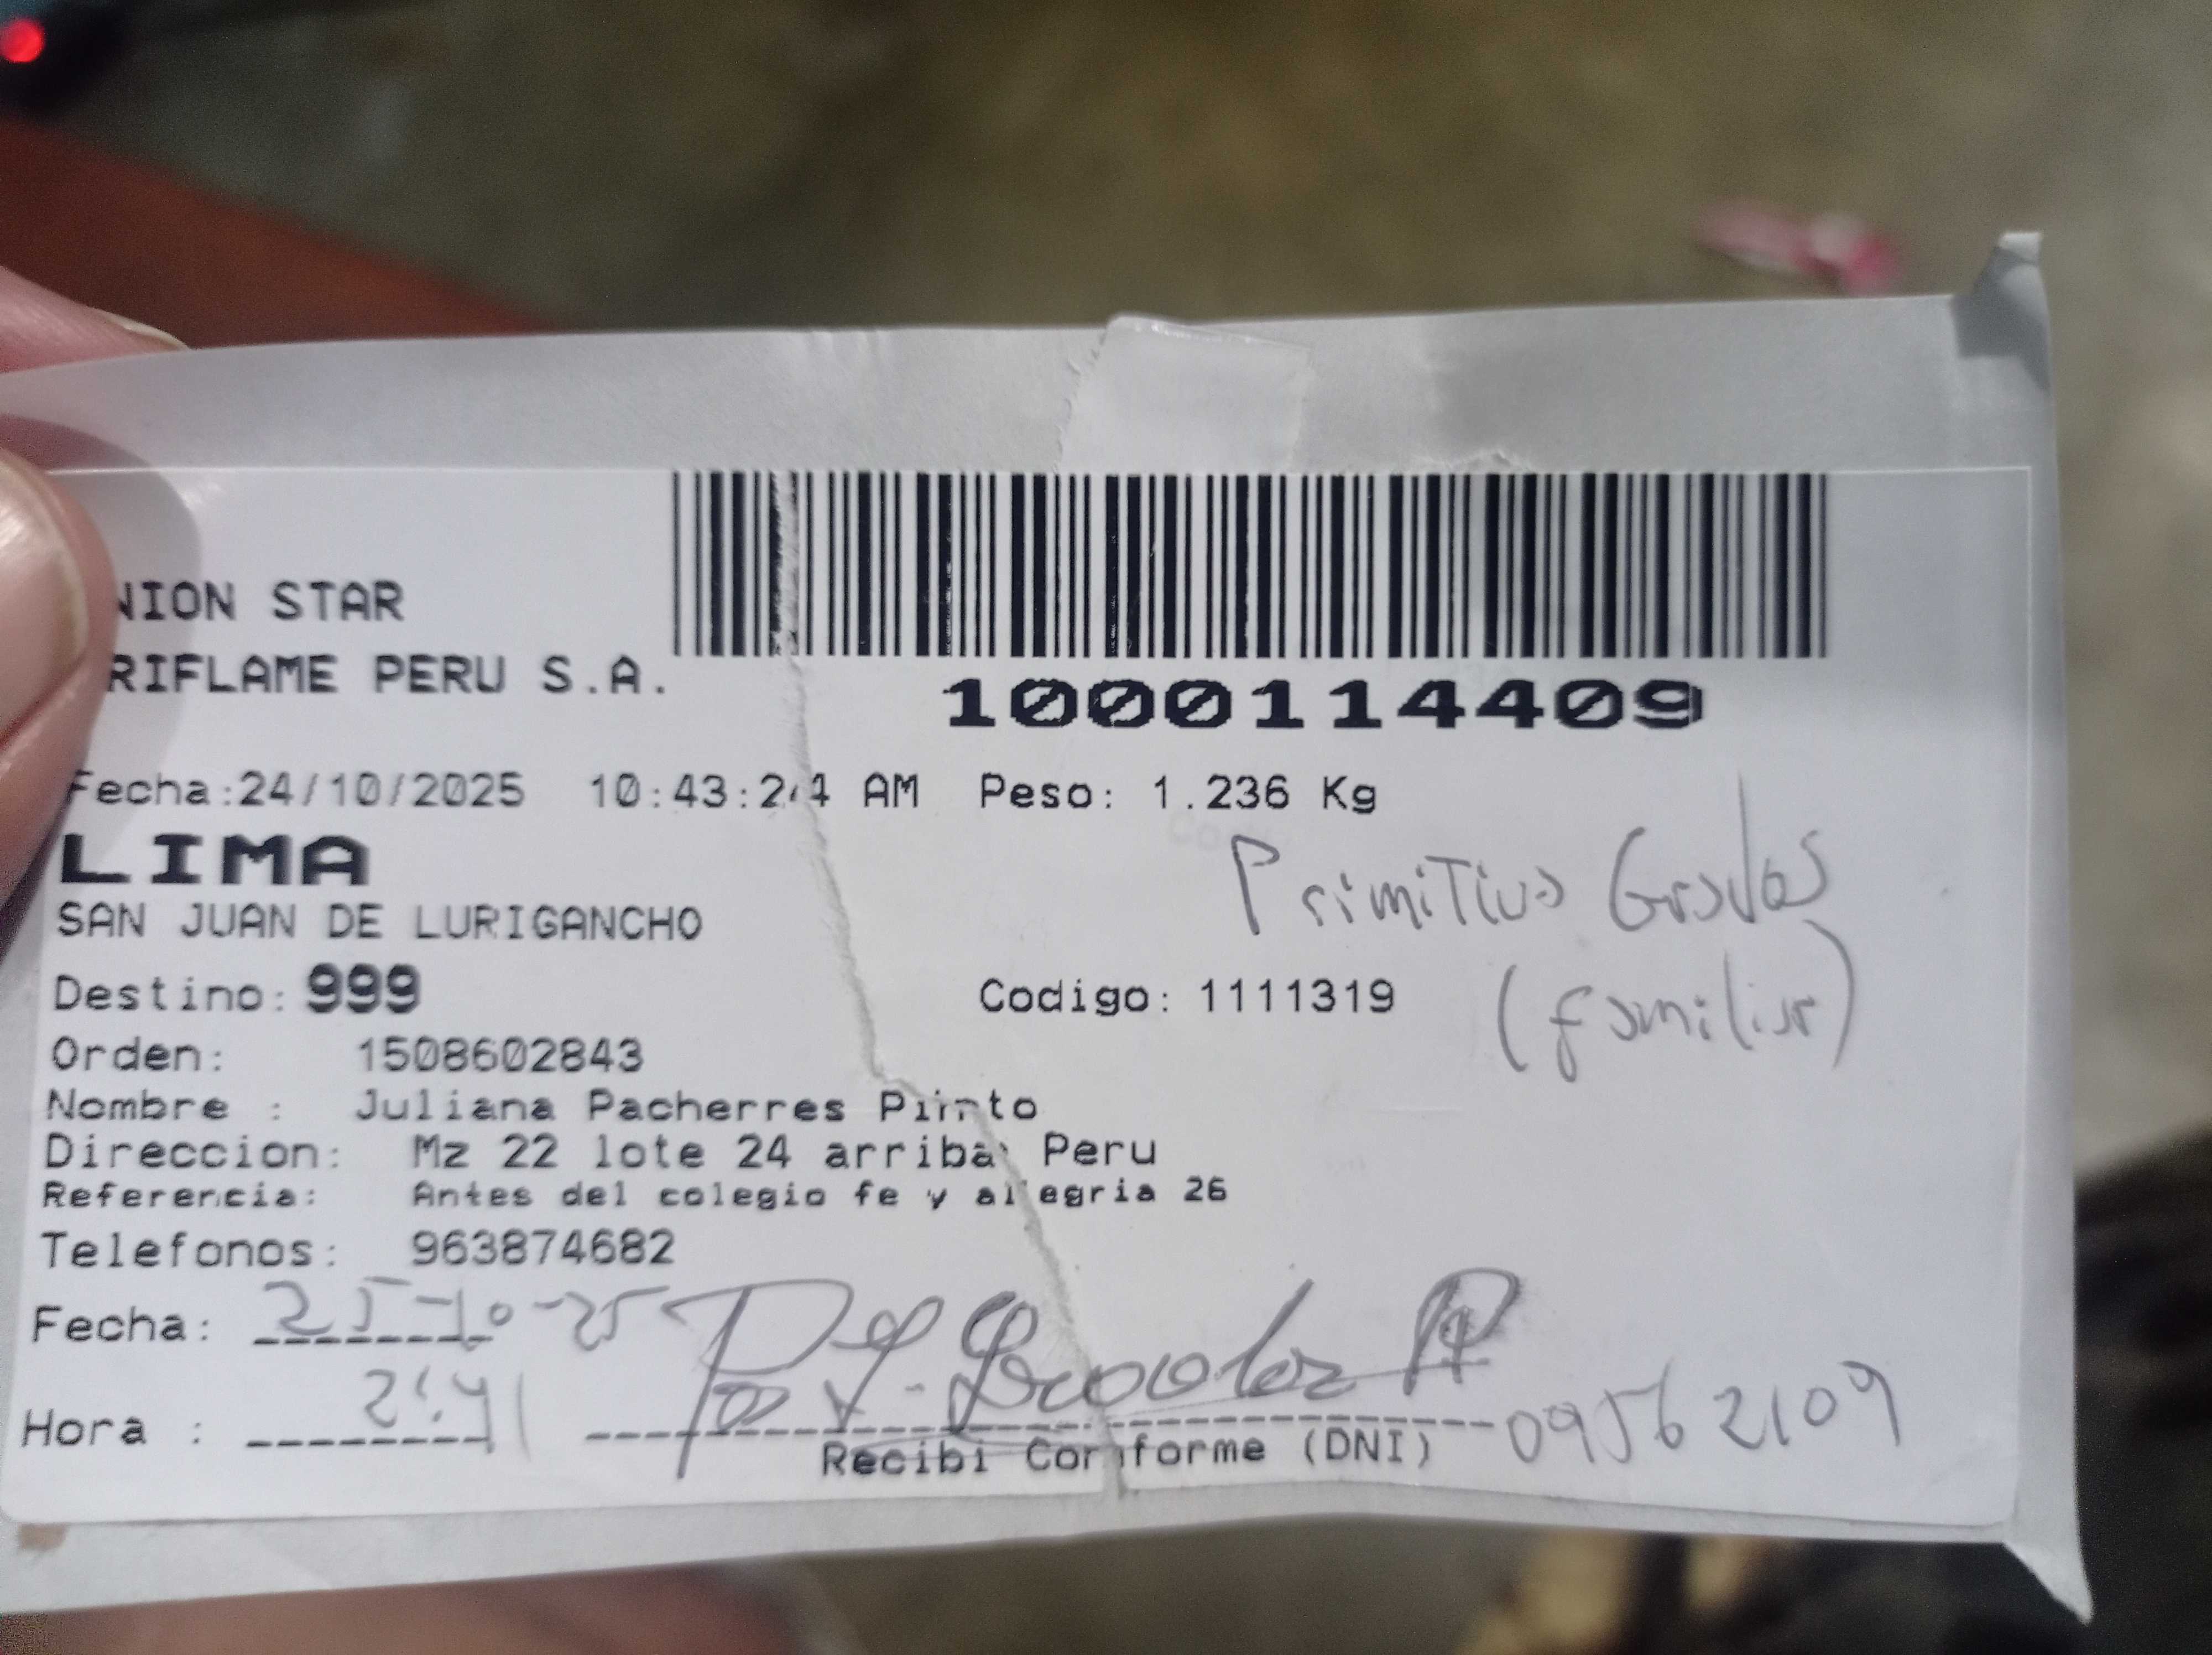 NION STAR
RIFLAME PERU S.A.
1000114409
Fecha:24/10/2025 10:43:24 AM Peso: 1.236 Kg
LIMA
Primitivo Grados
SAN JUAN DE LURIGANCHO
(familiar)
Destino: 999 Codigo: 1111319
Orden: 1508602843
Nombre : Juliana Pacherres Pinto
Direccion: Mz 22 lote 24 arriba Peru
Referencia: Antes del colegio fe y alegria 26
Telefonos: 963874682
Fecha: 25-10-25
Hora : 2:41
Recibi Conforme (DNI) 09562109